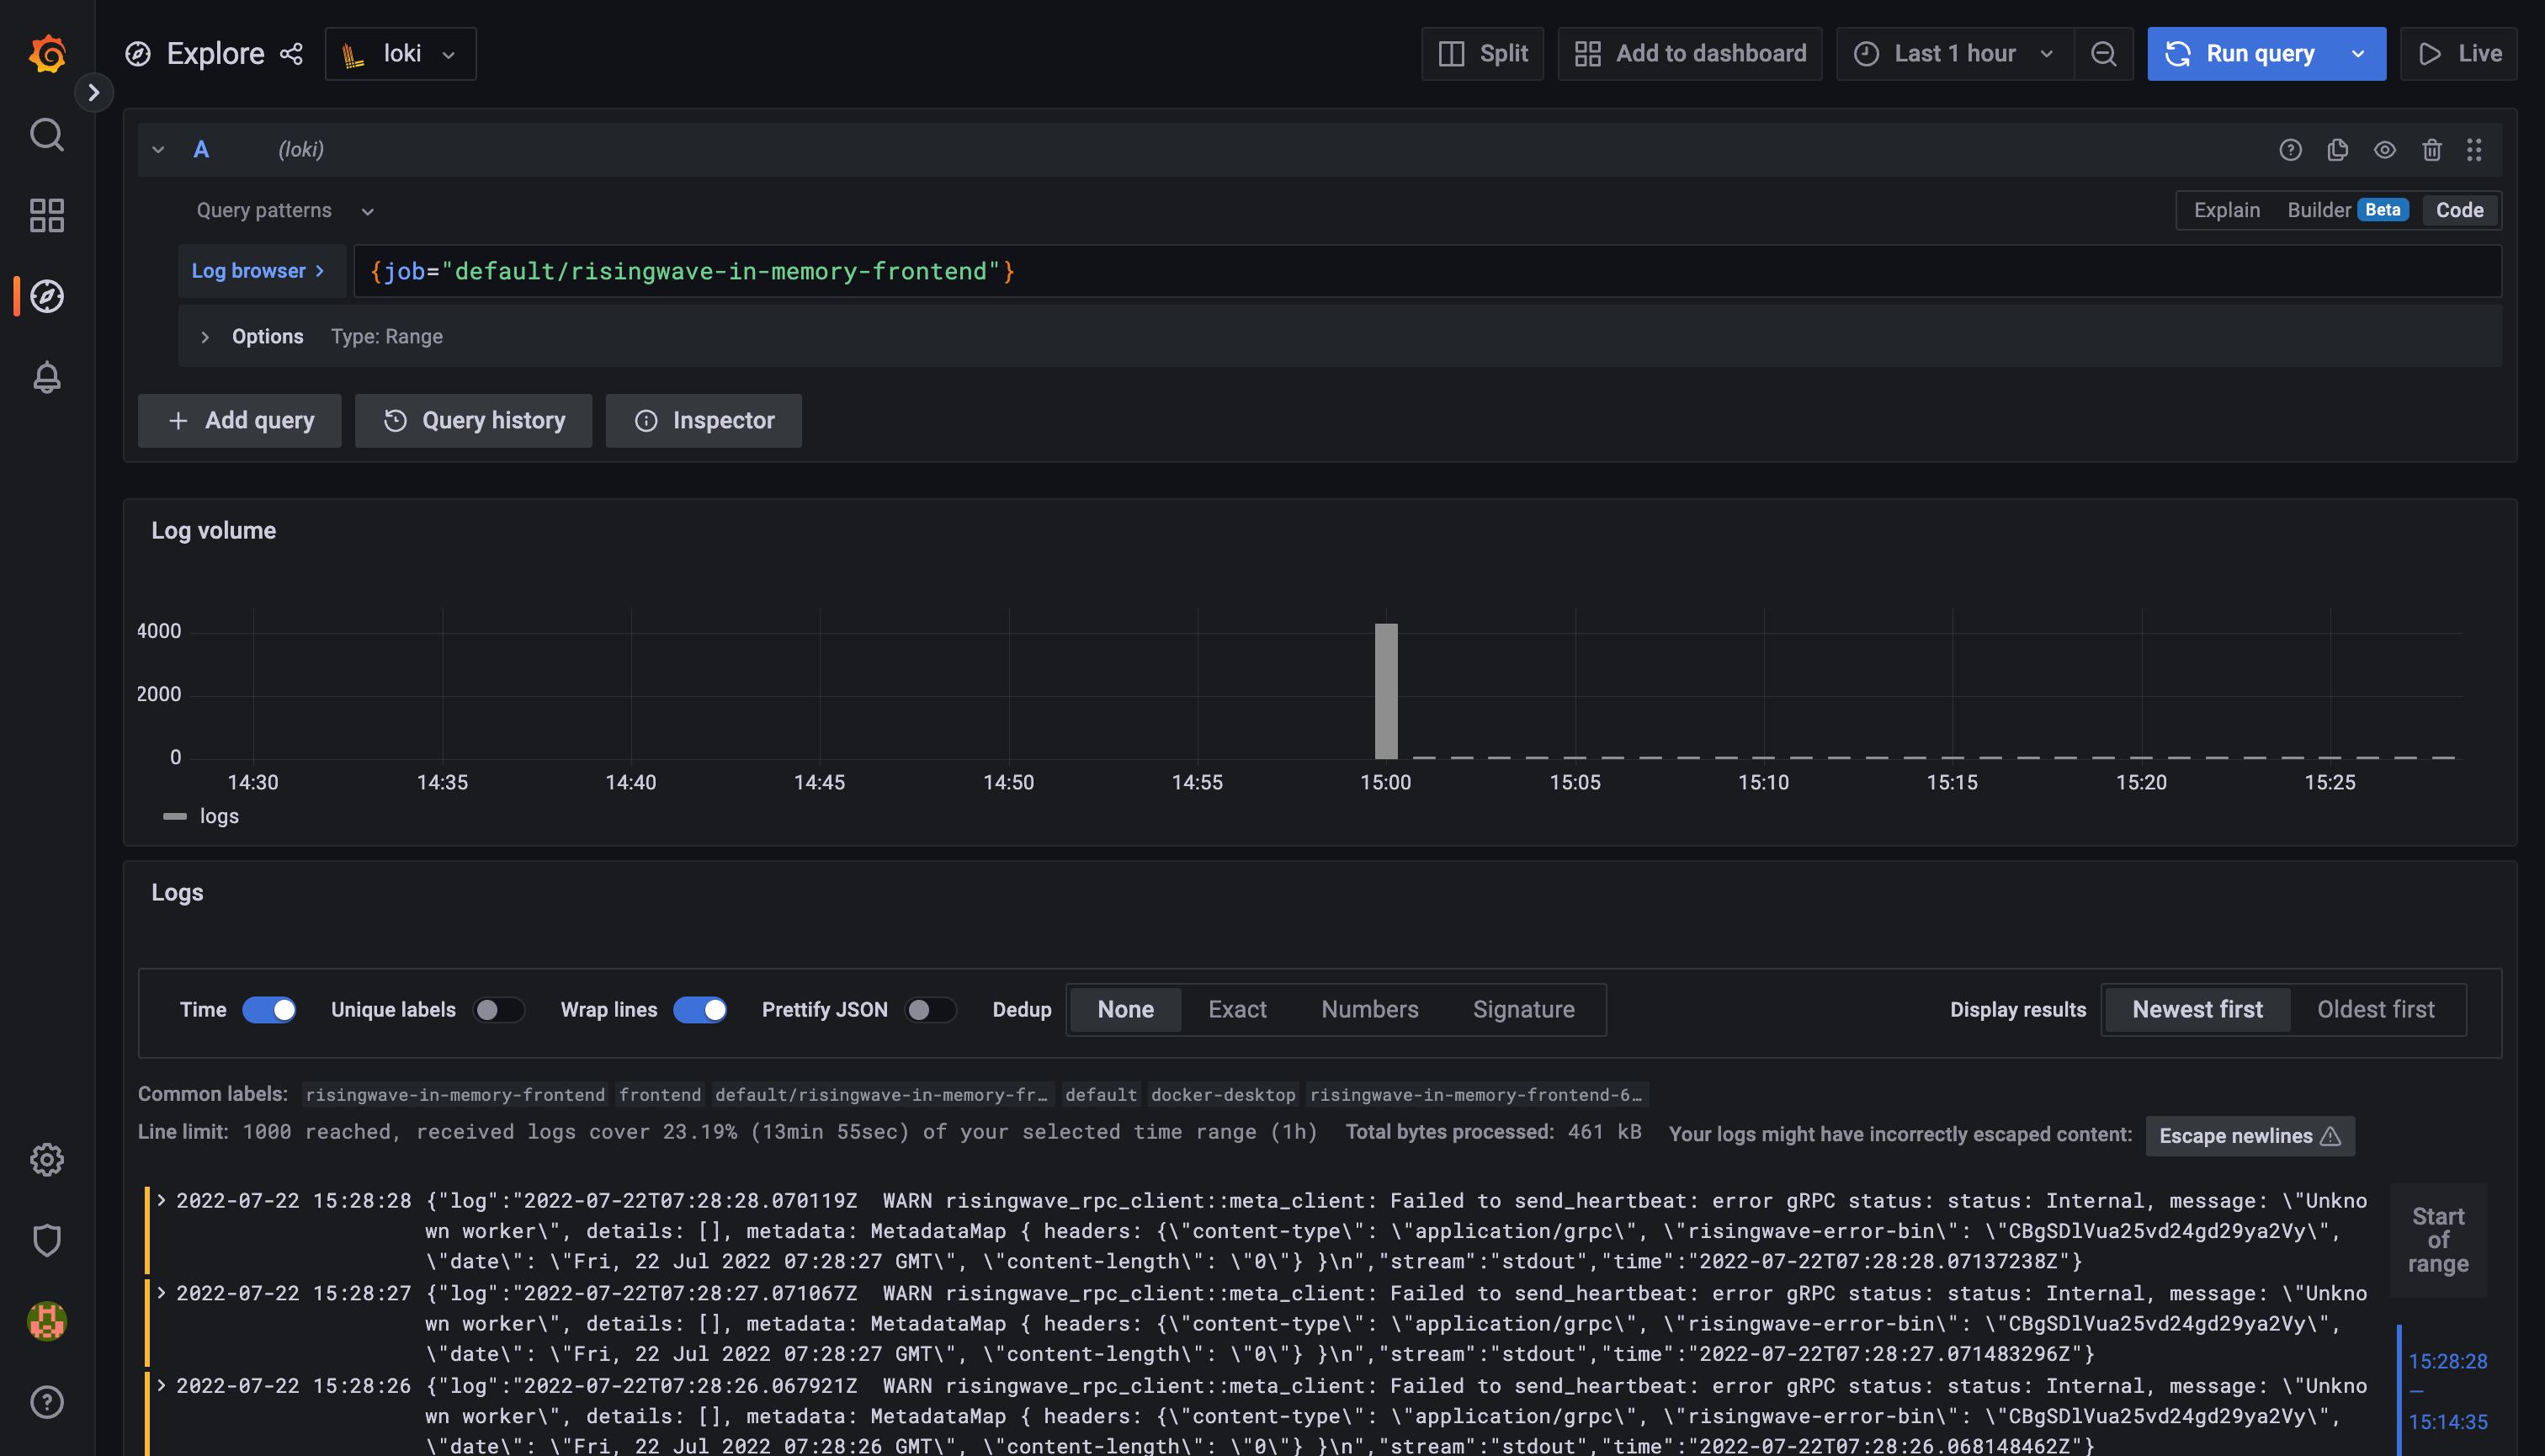 Explore loki Split Add to dashboard Last 1 hour Run query Live
A (loki)
Query patterns Explain Builder Beta Code
Log browser > {job="default/risingwave-in-memory-frontend"}
Options Type: Range
+ Add query Query history Inspector
Log volume
4000
2000
0
14:30 14:35 14:40 14:45 14:50 14:55 15:00 15:05 15:10 15:15 15:20 15:25
logs
Logs
Time Unique labels Wrap lines Prettify JSON Dedup None Exact Numbers Signature Display results Newest first Oldest first
Common labels: risingwave-in-memory-frontend frontend default/risingwave-in-memory-fr… default docker-desktop risingwave-in-memory-frontend-6…
Line limit: 1000 reached, received logs cover 23.19% (13min 55sec) of your selected time range (1h) Total bytes processed: 461 kB Your logs might have incorrectly escaped content: Escape newlines
> 2022-07-22 15:28:28 {"log":"2022-07-22T07:28:28.070119Z  WARN risingwave_rpc_client::meta_client: Failed to send_heartbeat: error gRPC status: status: Internal, message: \"Unkno
wn worker\", details: [], metadata: MetadataMap { headers: {\"content-type\": \"application/grpc\", \"risingwave-error-bin\": \"CBgSDlVua25vd24gd29ya2Vy\",
\"date\": \"Fri, 22 Jul 2022 07:28:27 GMT\", \"content-length\": \"0\"} }\n","stream":"stdout","time":"2022-07-22T07:28:28.07137238Z"}
> 2022-07-22 15:28:27 {"log":"2022-07-22T07:28:27.071067Z  WARN risingwave_rpc_client::meta_client: Failed to send_heartbeat: error gRPC status: status: Internal, message: \"Unkno
wn worker\", details: [], metadata: MetadataMap { headers: {\"content-type\": \"application/grpc\", \"risingwave-error-bin\": \"CBgSDlVua25vd24gd29ya2Vy\",
\"date\": \"Fri, 22 Jul 2022 07:28:27 GMT\", \"content-length\": \"0\"} }\n","stream":"stdout","time":"2022-07-22T07:28:27.071483296Z"}
> 2022-07-22 15:28:26 {"log":"2022-07-22T07:28:26.067921Z  WARN risingwave_rpc_client::meta_client: Failed to send_heartbeat: error gRPC status: status: Internal, message: \"Unkno
wn worker\", details: [], metadata: MetadataMap { headers: {\"content-type\": \"application/grpc\", \"risingwave-error-bin\": \"CBgSDlVua25vd24gd29ya2Vy\",
\"date\": \"Fri, 22 Jul 2022 07:28:26 GMT\", \"content-length\": \"0\"} }\n","stream":"stdout","time":"2022-07-22T07:28:26.068148462Z"}
Start
of
range
15:28:28
—
15:14:35